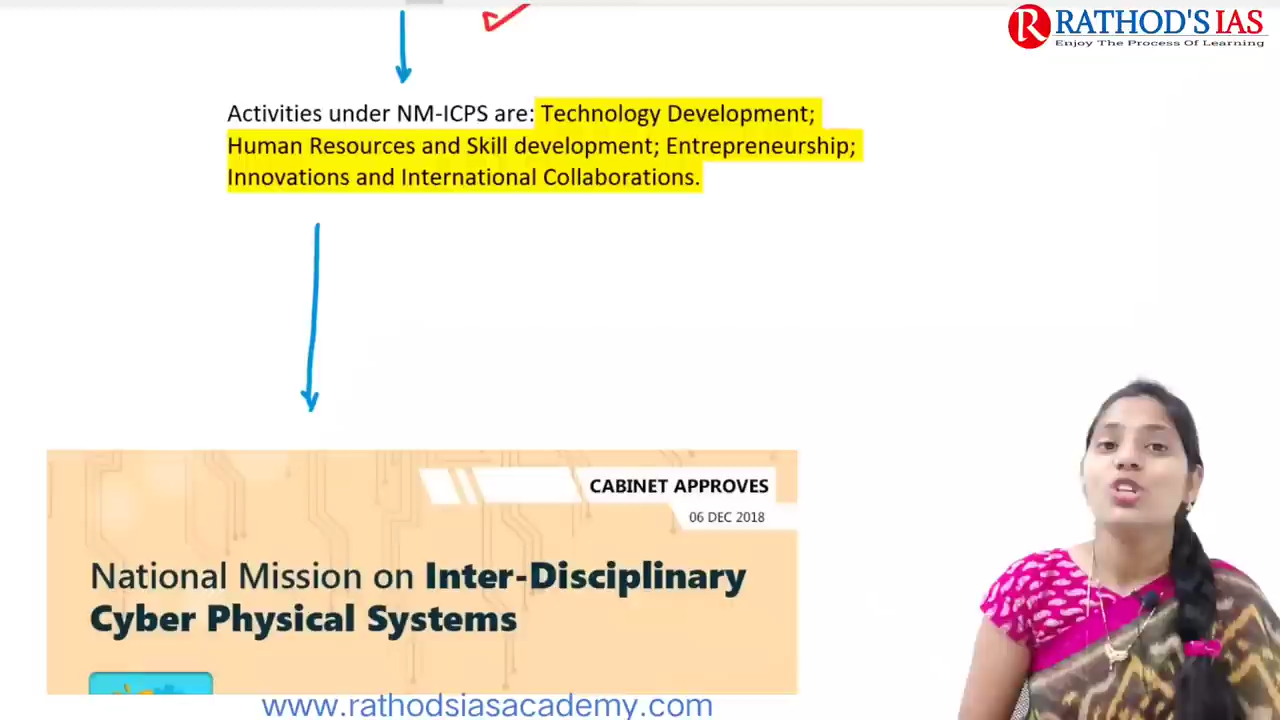 RATHOD'S IAS
Enjoy The Process Of Learning
Activities under NM-ICPS are: Technology Development;
Human Resources and Skill development; Entrepreneurship;
Innovations and International Collaborations.
CABINET APPROVES
06 DEC 2018
National Mission on Inter-Disciplinary
Cyber Physical Systems
www.rathodsiasacademy.com